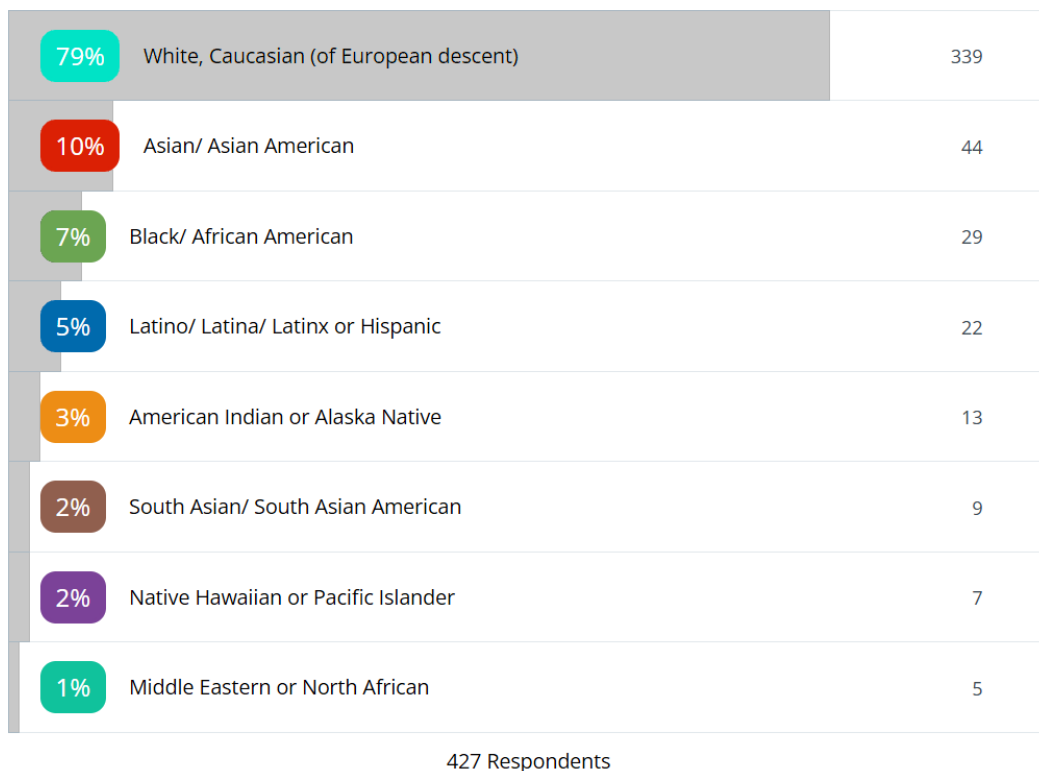 79% White, Caucasian (of European descent) 339
10% Asian/ Asian American 44
7% Black/ African American 29
5% Latino/ Latina/ Latinx or Hispanic 22
3% American Indian or Alaska Native 13
2% South Asian/ South Asian American 9
2% Native Hawaiian or Pacific Islander 7
1% Middle Eastern or North African 5
427 Respondents